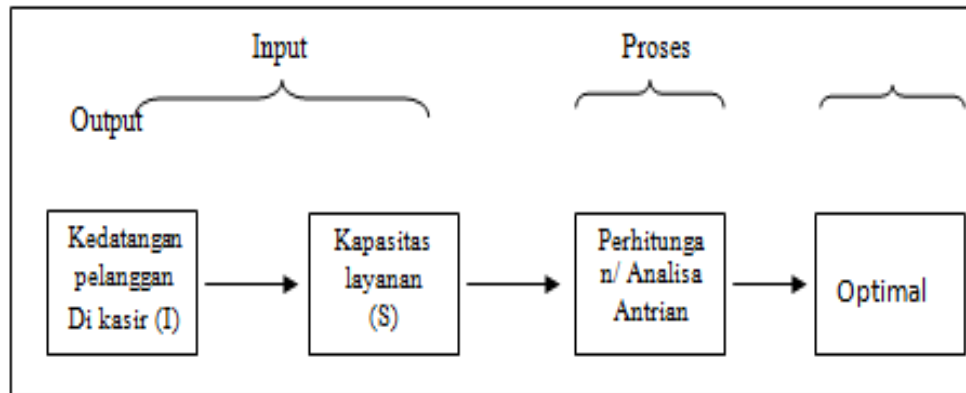 Input
Proses
Output
Kedatangan
pelanggan
Di kasir (I)
Kapasitas
layanan
(S)
Perhitunga
n/ Analisa
Antrian
Optimal